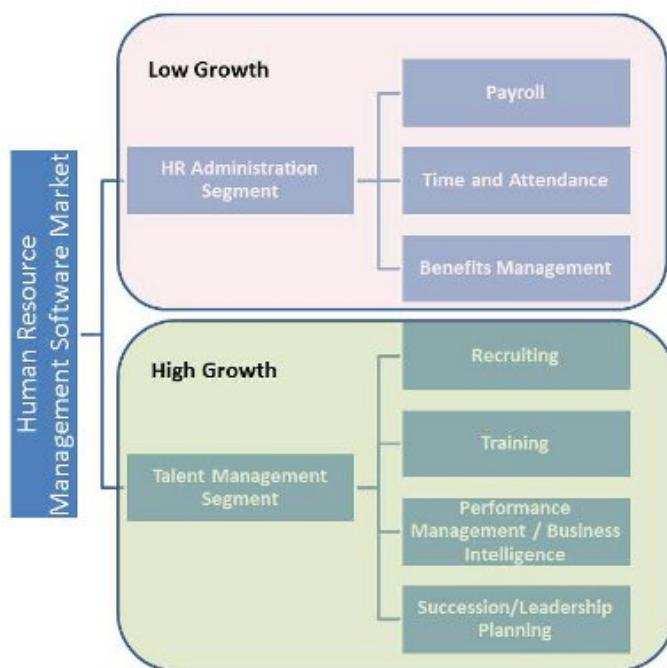 Human Resource
Management Software Market
Low Growth
HR Administration
Segment
Payroll
Time and Attendance
Benefits Management
High Growth
Talent Management
Segment
Recruiting
Training
Performance
Management / Business
Intelligence
Succession/Leadership
Planning